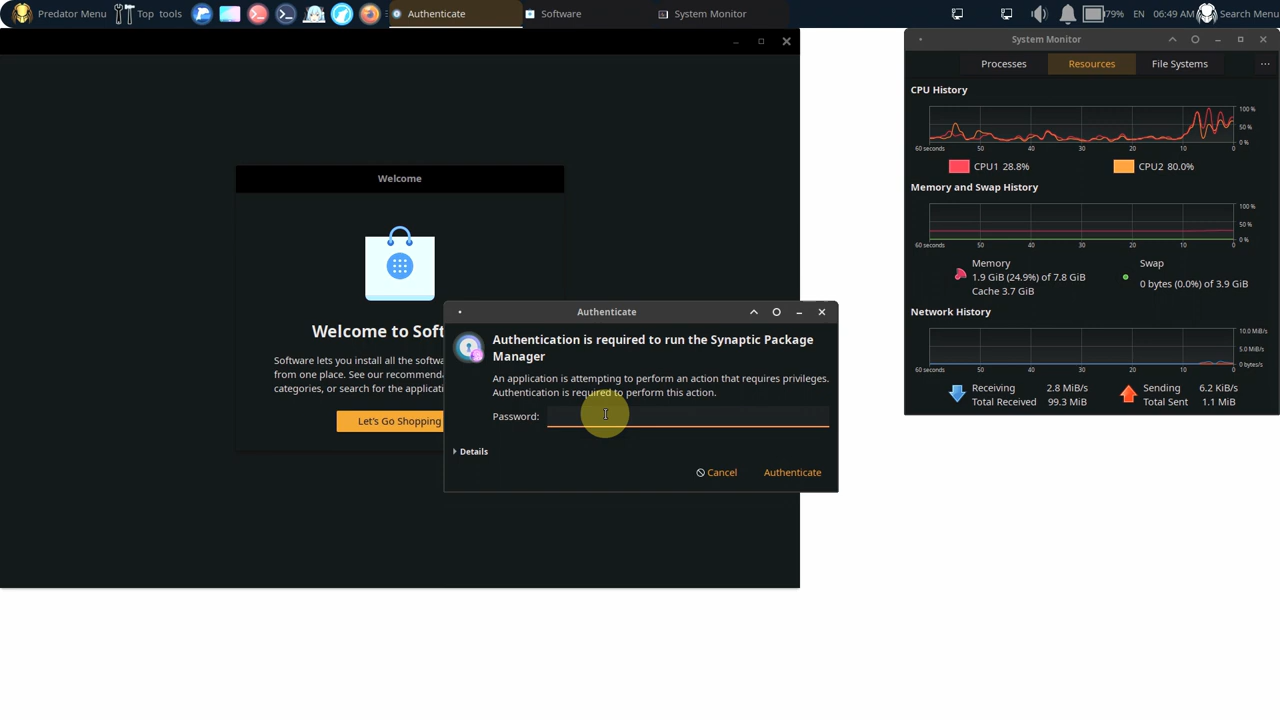 Predator Menu Top tools Authenticate Software System Monitor 79% EN 06:49 AM Search Menu
Welcome
Welcome to Soft
Software lets you install all the softwa
from one place. See our recommend
categories, or search for the applicati
Let's Go Shopping
Authenticate
Authentication is required to run the Synaptic Package
Manager
An application is attempting to perform an action that requires privileges.
Authentication is required to perform this action.
Password:
Details
Cancel Authenticate
System Monitor
Processes Resources File Systems
CPU History
100 %
50 %
0 %
60 seconds 50 40 30 20 10 0
CPU1 28.8% CPU2 80.0%
Memory and Swap History
100 %
50 %
0 %
60 seconds 50 40 30 20 10 0
Memory
1.9 GiB (24.9%) of 7.8 GiB
Cache 3.7 GiB
Swap
0 bytes (0.0%) of 3.9 GiB
Network History
10.0 MiB/s
5.0 MiB/s
0 bytes/s
60 seconds 50 40 30 20 10 0
Receiving 2.8 MiB/s
Total Received 99.3 MiB
Sending 6.2 KiB/s
Total Sent 1.1 MiB